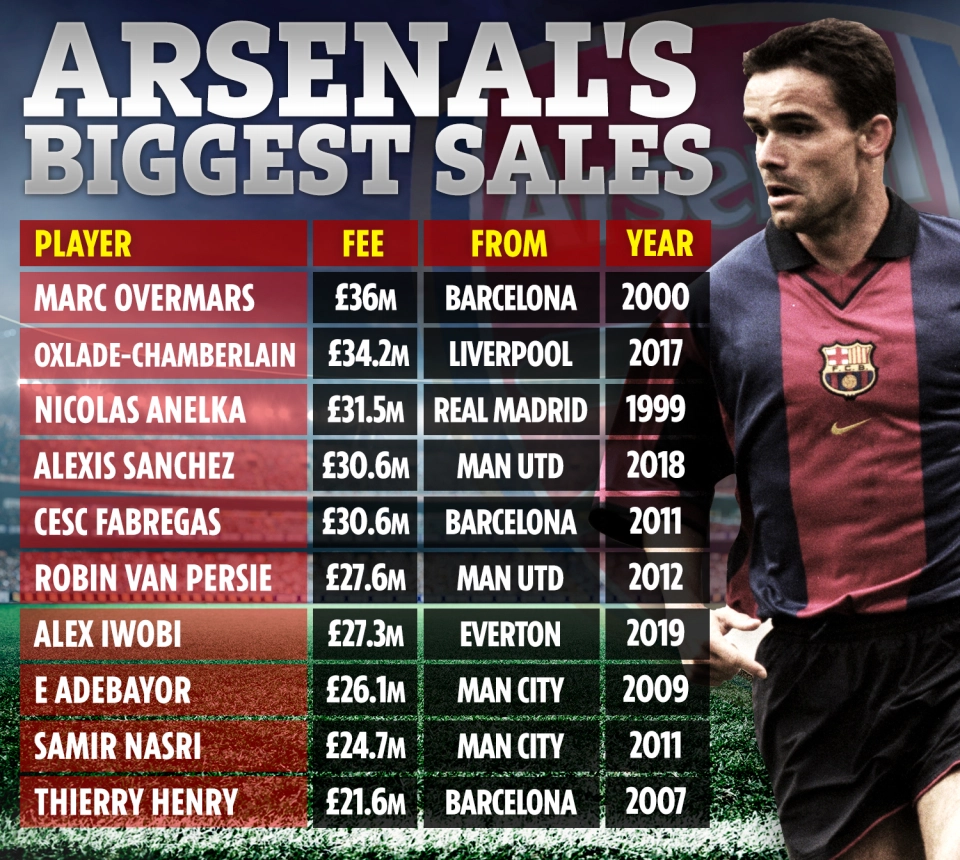 ARSENAL'S
BIGGEST SALES
PLAYER FEE FROM YEAR
MARC OVERMARS £36M BARCELONA 2000
OXLADE-CHAMBERLAIN £34.2M LIVERPOOL 2017
NICOLAS ANELKA £31.5M REAL MADRID 1999
ALEXIS SANCHEZ £30.6M MAN UTD 2018
CESC FABREGAS £30.6M BARCELONA 2011
ROBIN VAN PERSIE £27.6M MAN UTD 2012
ALEX IWOBI £27.3M EVERTON 2019
E ADEBAYOR £26.1M MAN CITY 2009
SAMIR NASRI £24.7M MAN CITY 2011
THIERRY HENRY £21.6M BARCELONA 2007
Arsenal
F C B